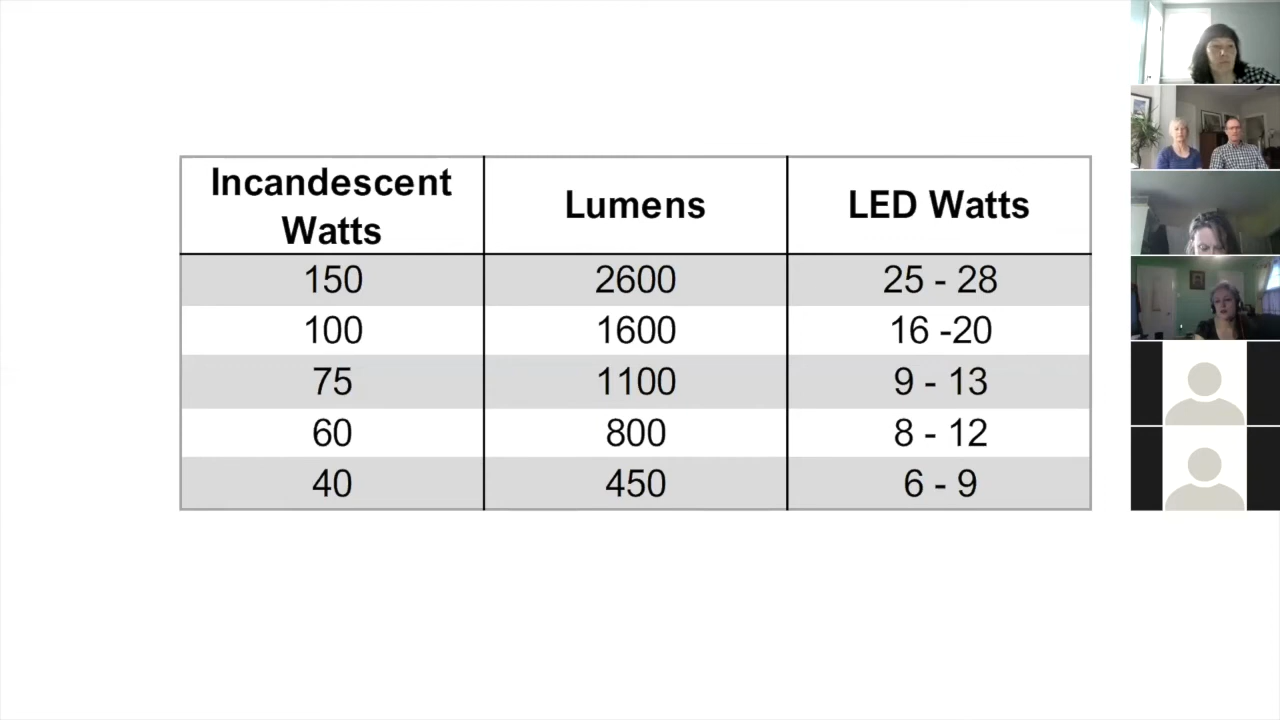 Incandescent
Watts
Lumens
LED Watts
150
2600
25 - 28
100
1600
16 -20
75
1100
9 - 13
60
800
8 - 12
40
450
6 - 9